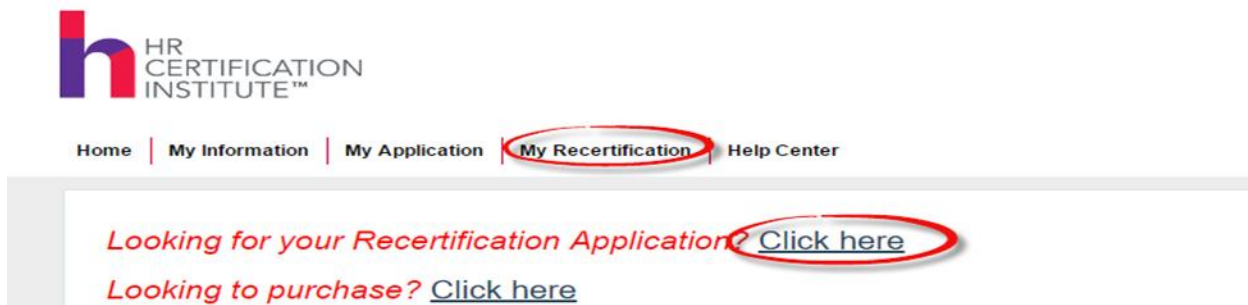 HR
CERTIFICATION
INSTITUTE™
Home | My Information | My Application | My Recertification | Help Center
Looking for your Recertification Application? Click here
Looking to purchase? Click here